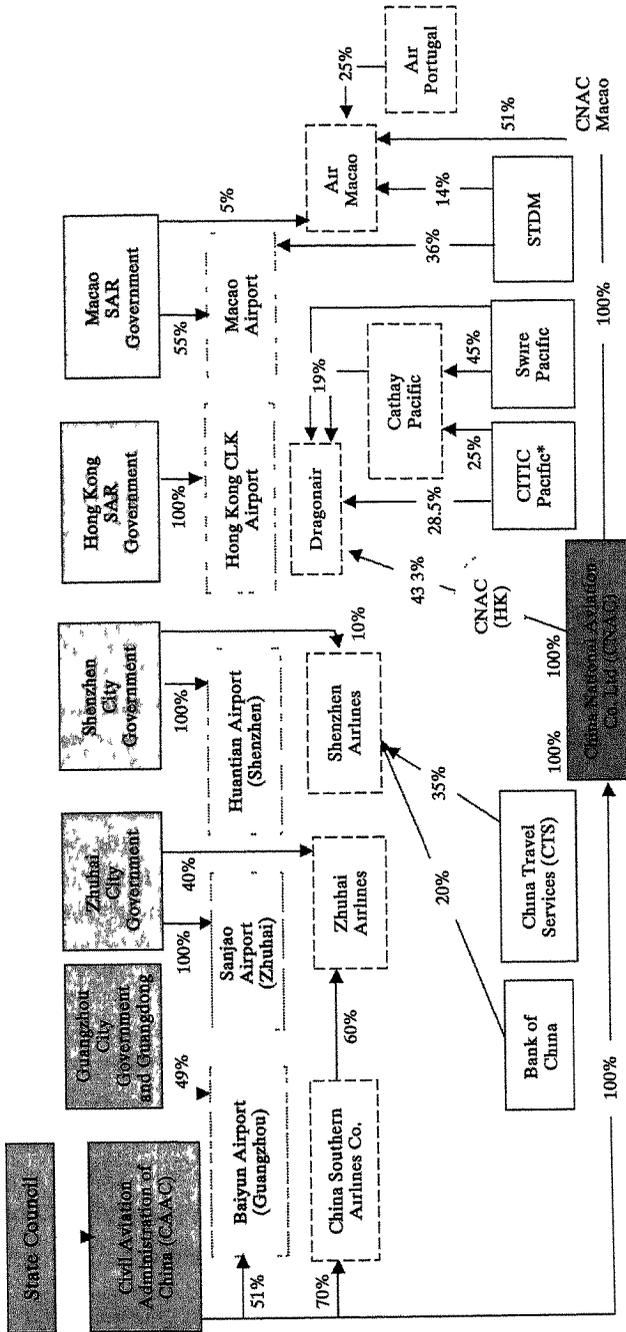 State Council
Civil Aviation
Administration of
China (CAAC)
Guangzhou
City
Government
and Guangdong
Zhuhai
City
Government
Shenzhen
City
Government
Hong Kong
SAR
Government
Macao
SAR
Government
49%
100%
40%
100%
10%
100%
55%
5%
51%
Baiyun Airport
(Guangzhou)
Sanjao
Airport
(Zhuhai)
Huantian Airport
(Shenzhen)
Hong Kong CLK
Airport
Macao
Airport
70%
China Southern
Airlines Co.
60%
Zhuhai
Airlines
Shenzhen
Airlines
Dragonair
19%
Cathay
Pacific
Air
Macao
25%
Air
Portugal
20%
35%
43 3%
28.5%
25%
45%
36%
14%
51%
CNAC
(HK)
CNAC
Macao
Bank of
China
China Travel
Services (CTS)
CITIC
Pacific*
Swire
Pacific
STDM
100%
100%
100%
100%
China National Aviation
Co. Ltd (CNAC)